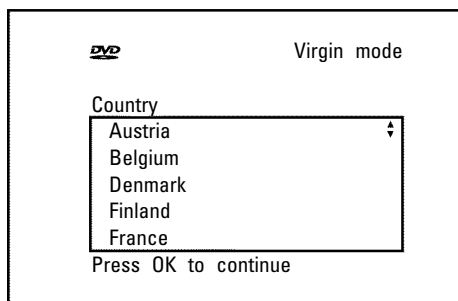 DVD Virgin mode
Country
Austria
Belgium
Denmark
Finland
France
Press OK to continue